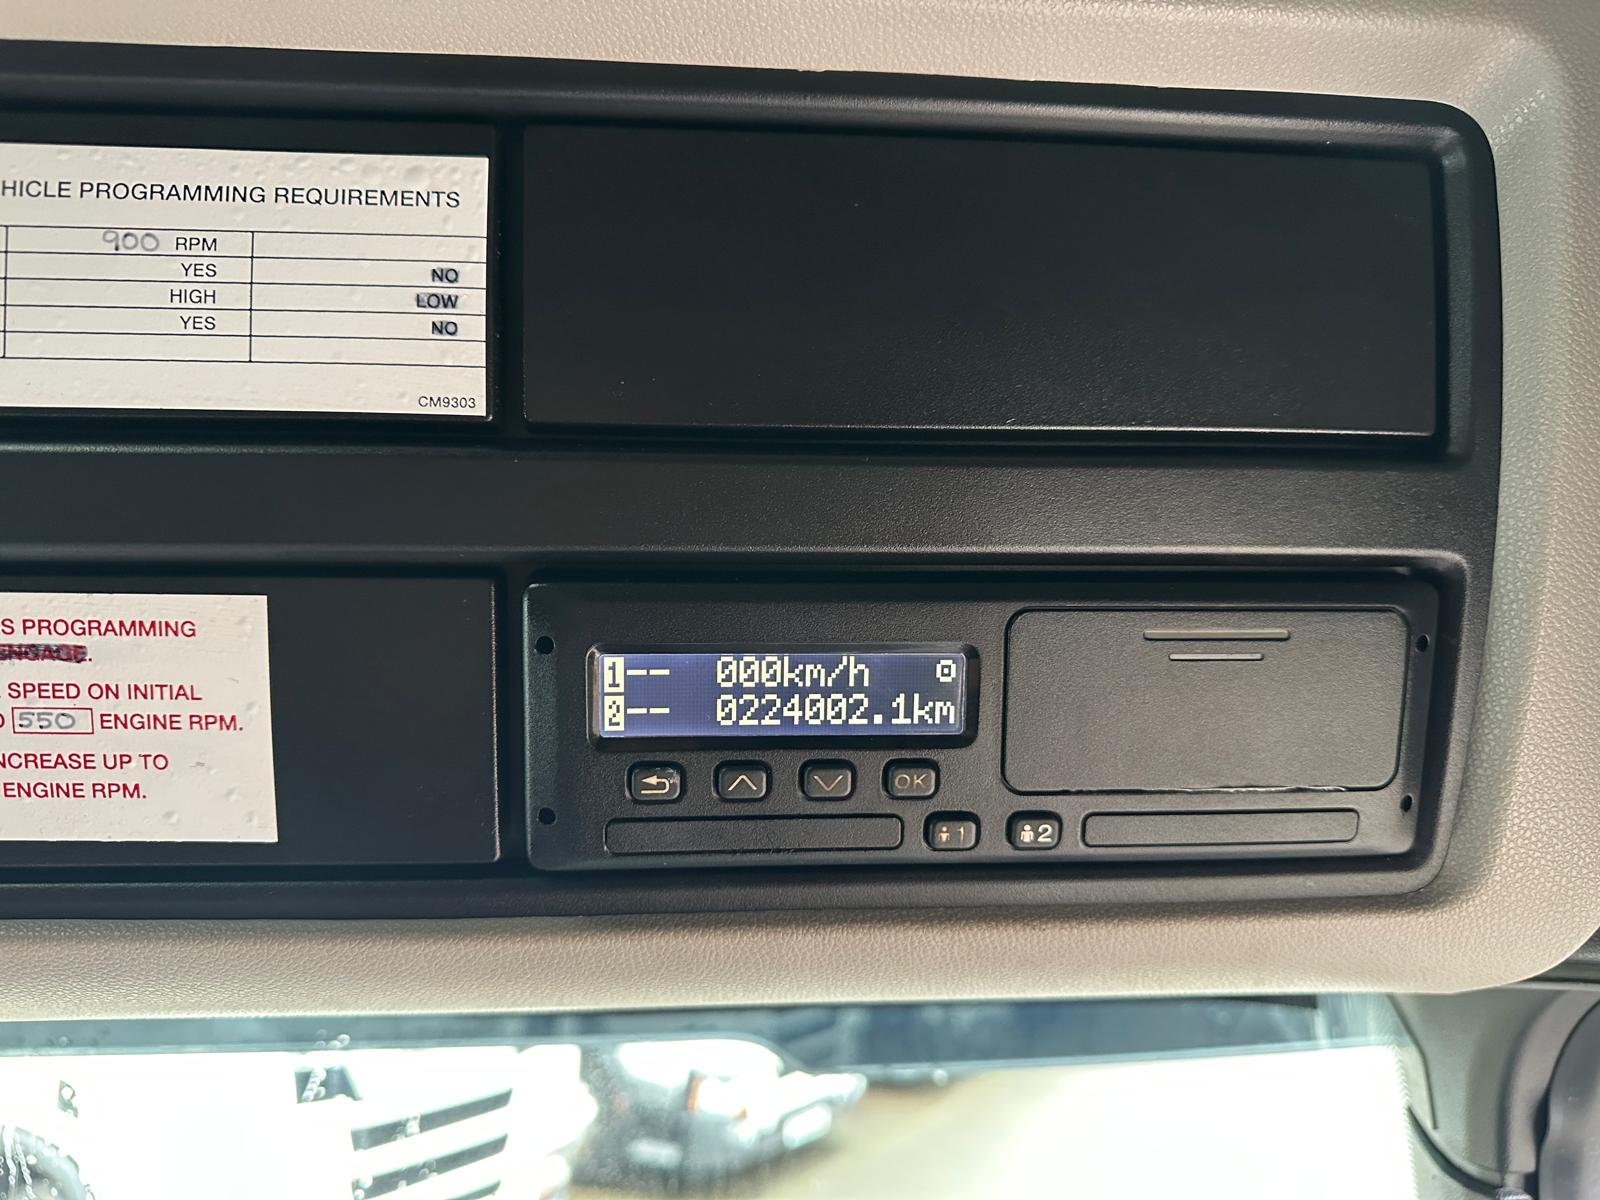 HICLE PROGRAMMING REQUIREMENTS
900 RPM
YES NO
HIGH LOW
YES NO
CM9303
S PROGRAMMING
ENGAGE.
SPEED ON INITIAL
550 ENGINE RPM.
NCREASE UP TO
ENGINE RPM.
1-- 000km/h
2-- 0224002.1km
OK
1 2